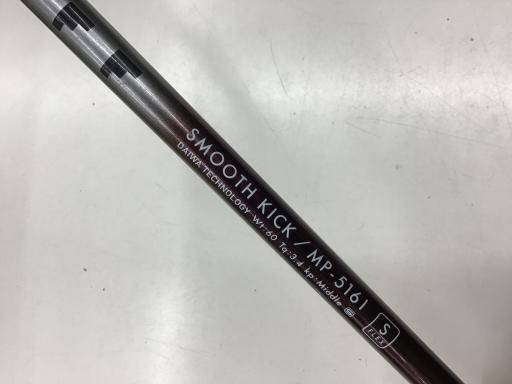 SMOOTH KICK / MP-516I S
DAIWA TECHNOLOGY Wt:60 Tq:3.4 kp:Middle FLEX